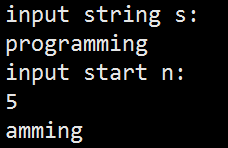 input string s:
programming
input start n:
5
amming